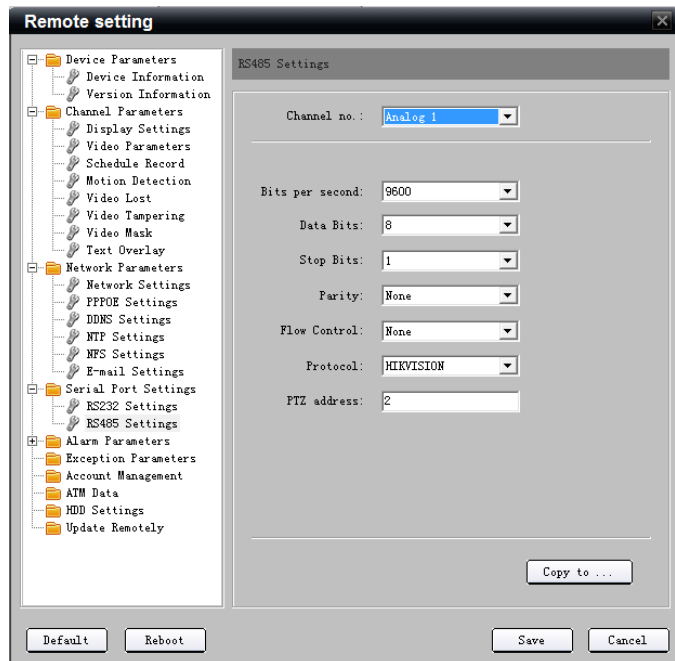 Remote setting
Device Parameters
Device Information
Version Information
Channel Parameters
Display Settings
Video Parameters
Schedule Record
Motion Detection
Video Lost
Video Tampering
Video Mask
Text Overlay
Network Parameters
Network Settings
PPPOE Settings
DDNS Settings
NTP Settings
NFS Settings
E-mail Settings
Serial Port Settings
RS232 Settings
RS485 Settings
Alarm Parameters
Exception Parameters
Account Management
ATM Data
HDD Settings
Update Remotely
RS485 Settings
Channel no.: Analog 1
Bits per second: 9600
Data Bits: 8
Stop Bits: 1
Parity: None
Flow Control: None
Protocol: HIKVISION
PTZ address: 2
Copy to ...
Default Reboot Save Cancel